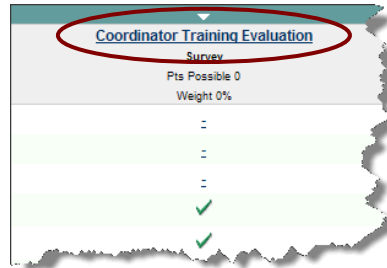 Coordinator Training Evaluation
Survey
Pts Possible 0
Weight 0%
-
-
-